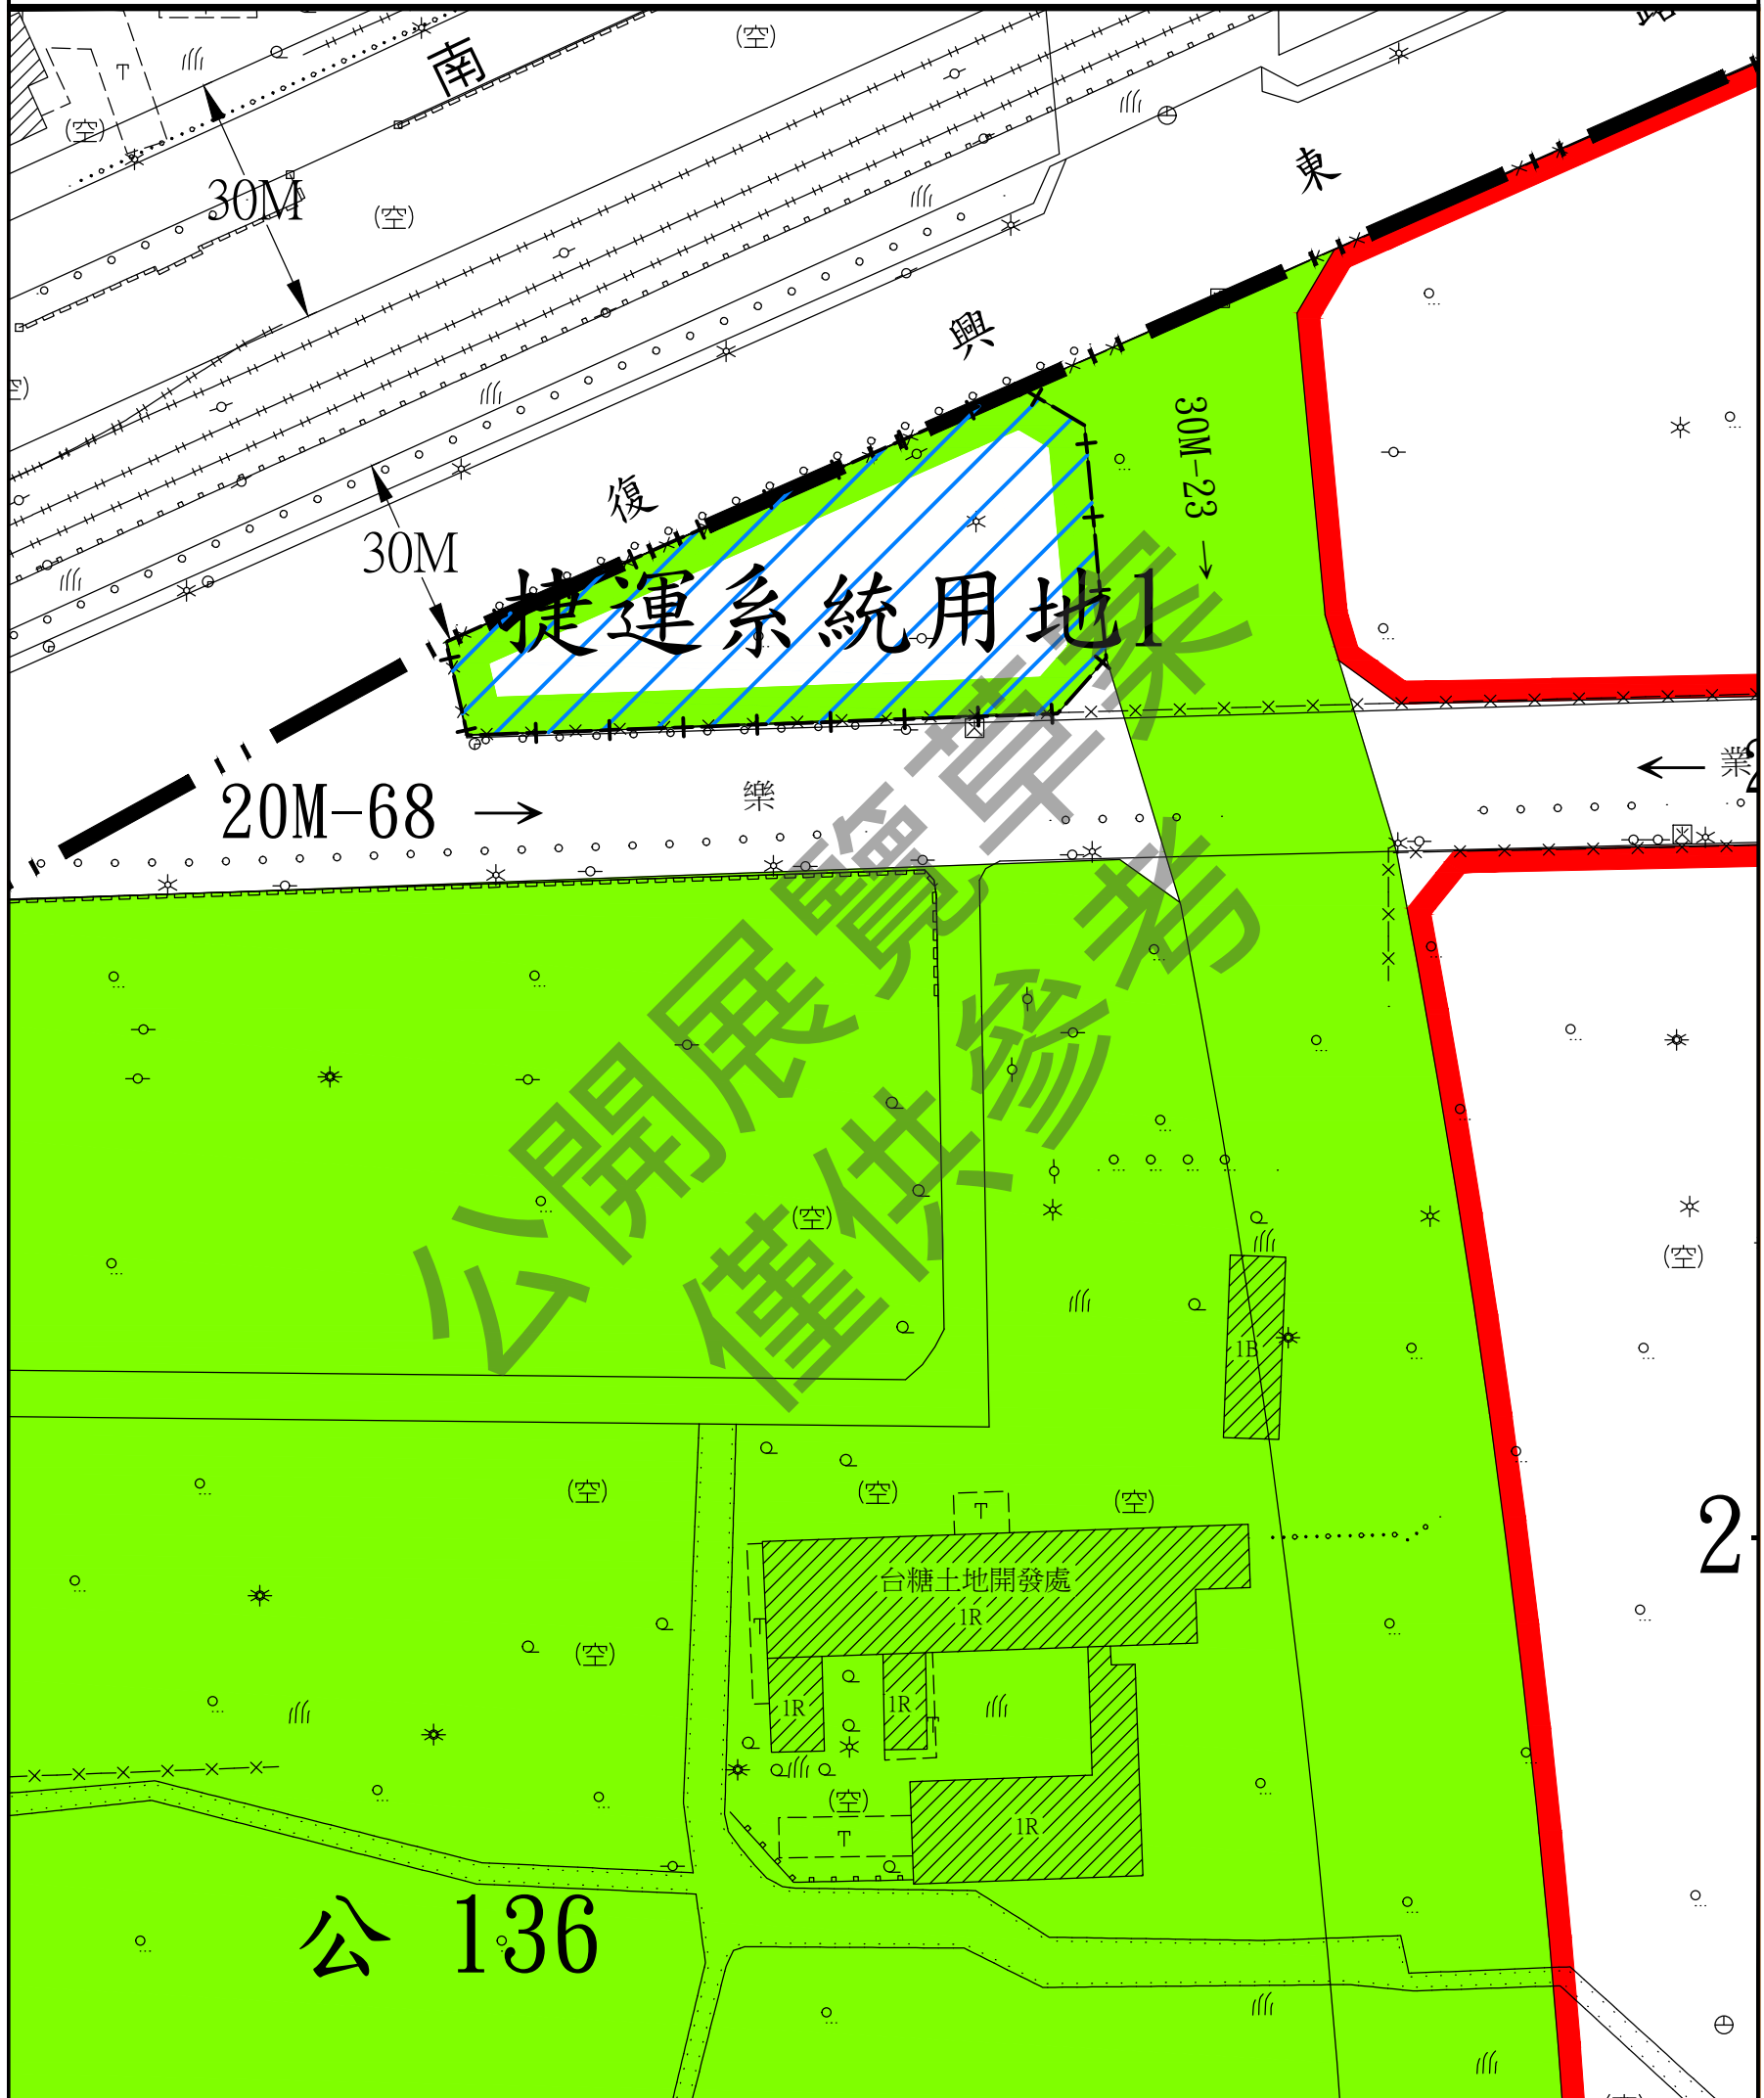 南
(空)
(空)
30M
(空)
東
興
復
30M
30M-23
捷運系統用地1
20M-68
樂
業
公開展覽草案
僅供參考
(空)
(空)
1B
(空)
(空)
(空)
T
台糖土地開發處
1R
T
(空)
1R
1R
T
(空)
T
1R
公 136